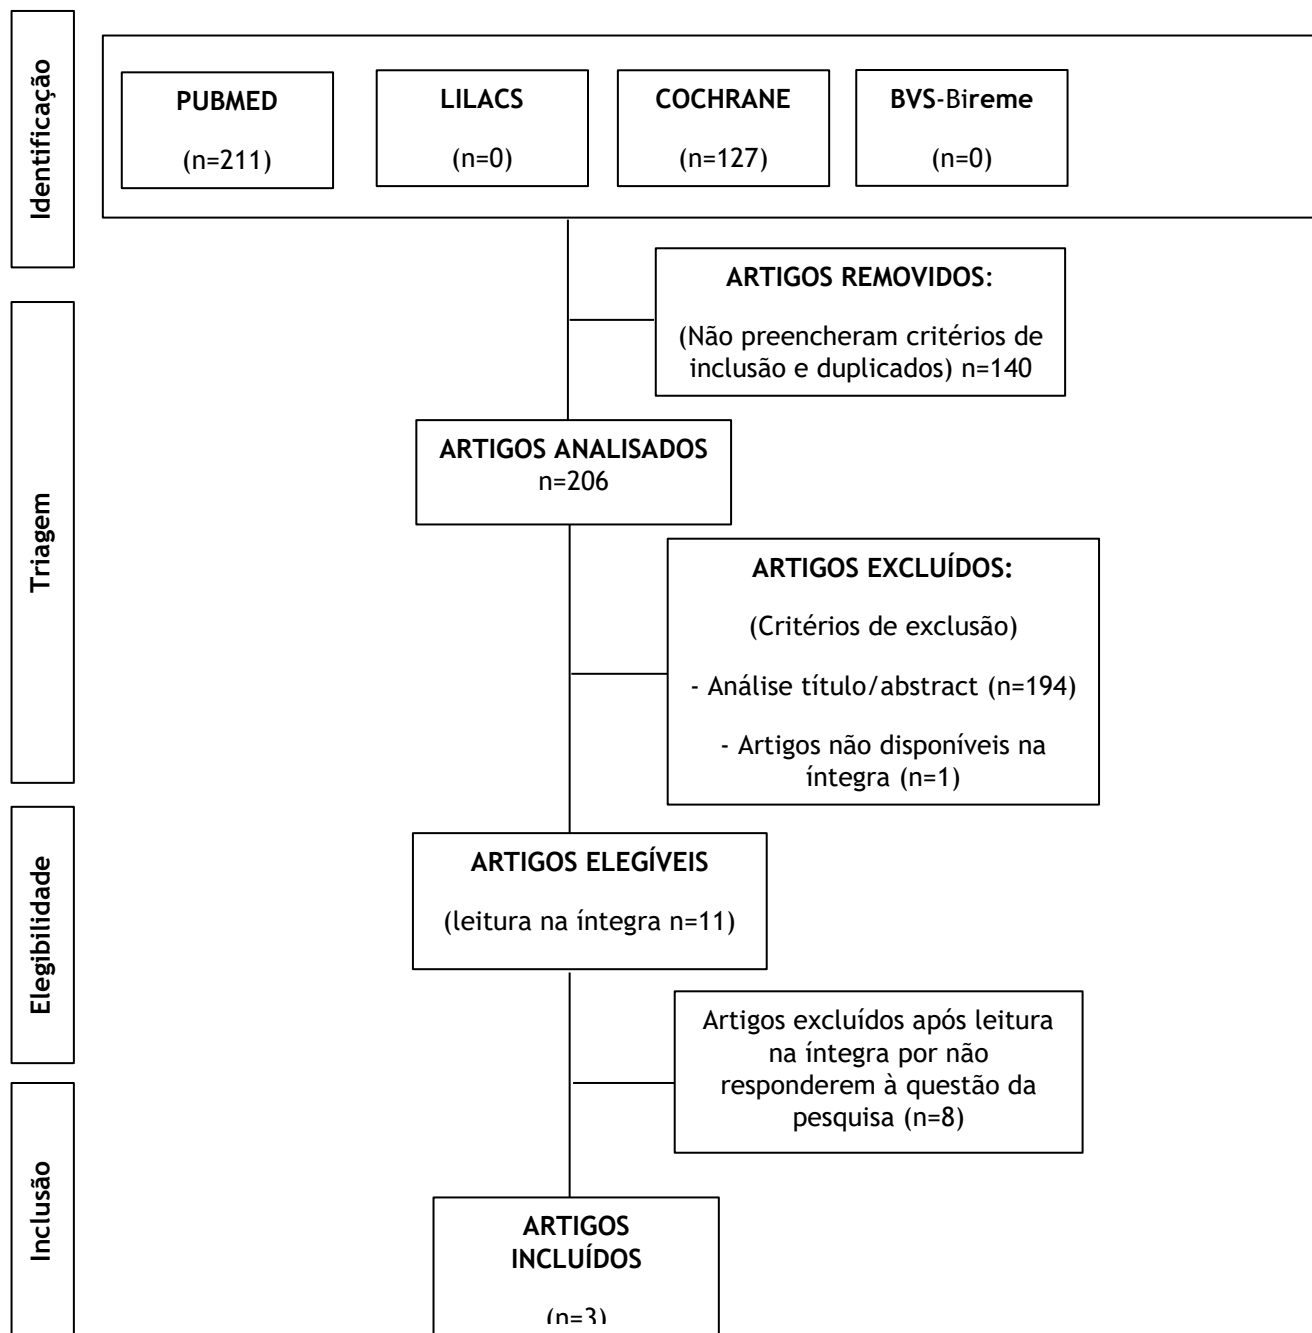 Identificação
PUBMED
(n=211)
LILACS
(n=0)
COCHRANE
(n=127)
BVS-Bireme
(n=0)
ARTIGOS REMOVIDOS:
(Não preencheram critérios de
inclusão e duplicados) n=140
Triagem
ARTIGOS ANALISADOS
n=206
ARTIGOS EXCLUÍDOS:
(Critérios de exclusão)
- Análise título/abstract (n=194)
- Artigos não disponíveis na
íntegra (n=1)
Elegibilidade
ARTIGOS ELEGÍVEIS
(leitura na íntegra n=11)
Artigos excluídos após leitura
na íntegra por não
responderem à questão da
pesquisa (n=8)
Inclusão
ARTIGOS
INCLUÍDOS
(n=3)